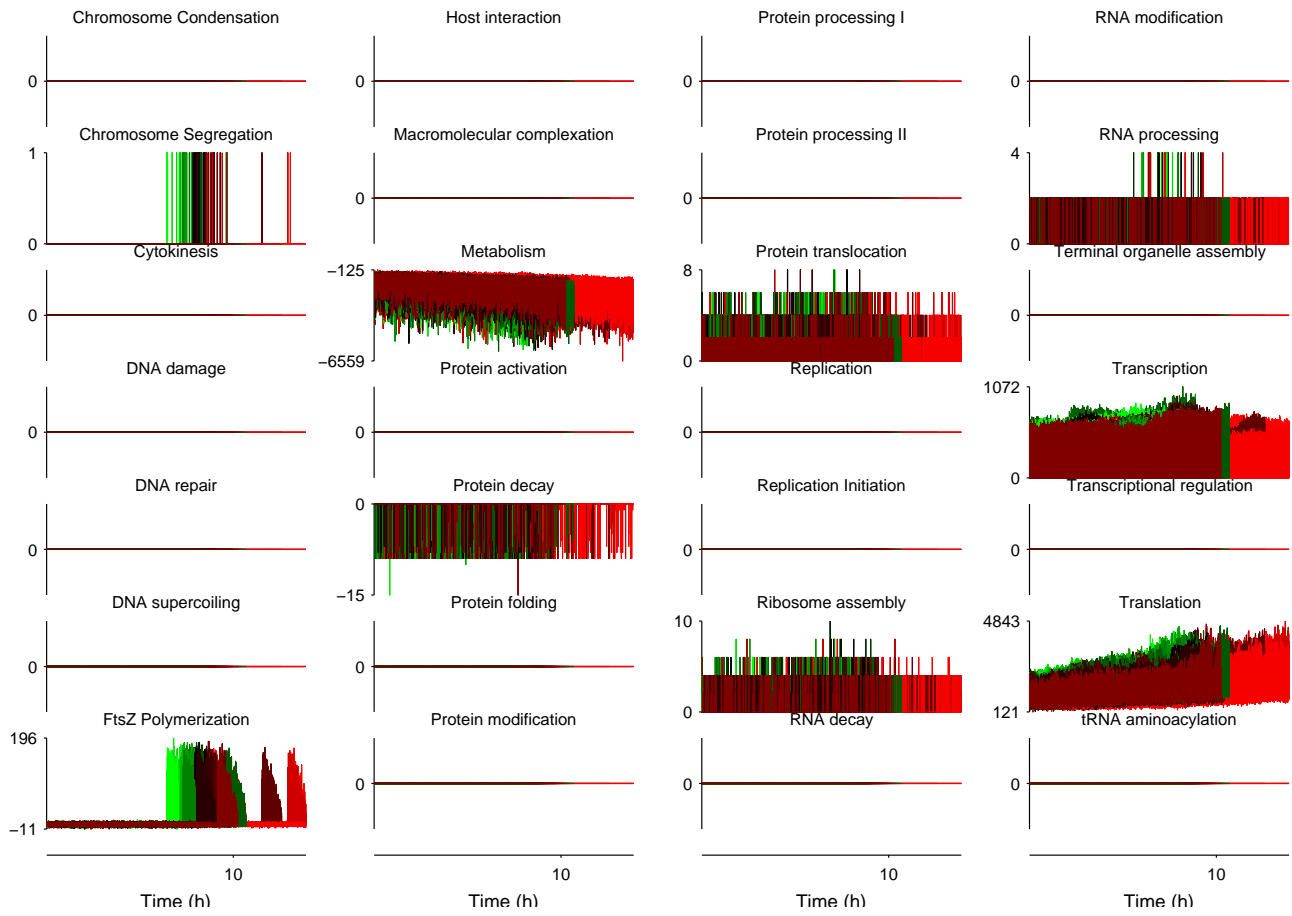 Chromosome Condensation
0
Chromosome Segregation
1
0
Cytokinesis
0
DNA damage
0
DNA repair
0
DNA supercoiling
0
FtsZ Polymerization
196
−11
10
Time (h)
Host interaction
0
Macromolecular complexation
0
Metabolism
−125
−6559
Protein activation
0
Protein decay
0
−15
Protein folding
0
Protein modification
0
10
Time (h)
Protein processing I
0
Protein processing II
0
Protein translocation
8
0
Replication
0
Replication Initiation
0
Ribosome assembly
10
0
RNA decay
0
10
Time (h)
RNA modification
0
RNA processing
4
0
Terminal organelle assembly
0
Transcription
1072
0
Transcriptional regulation
0
Translation
4843
121
tRNA aminoacylation
0
10
Time (h)